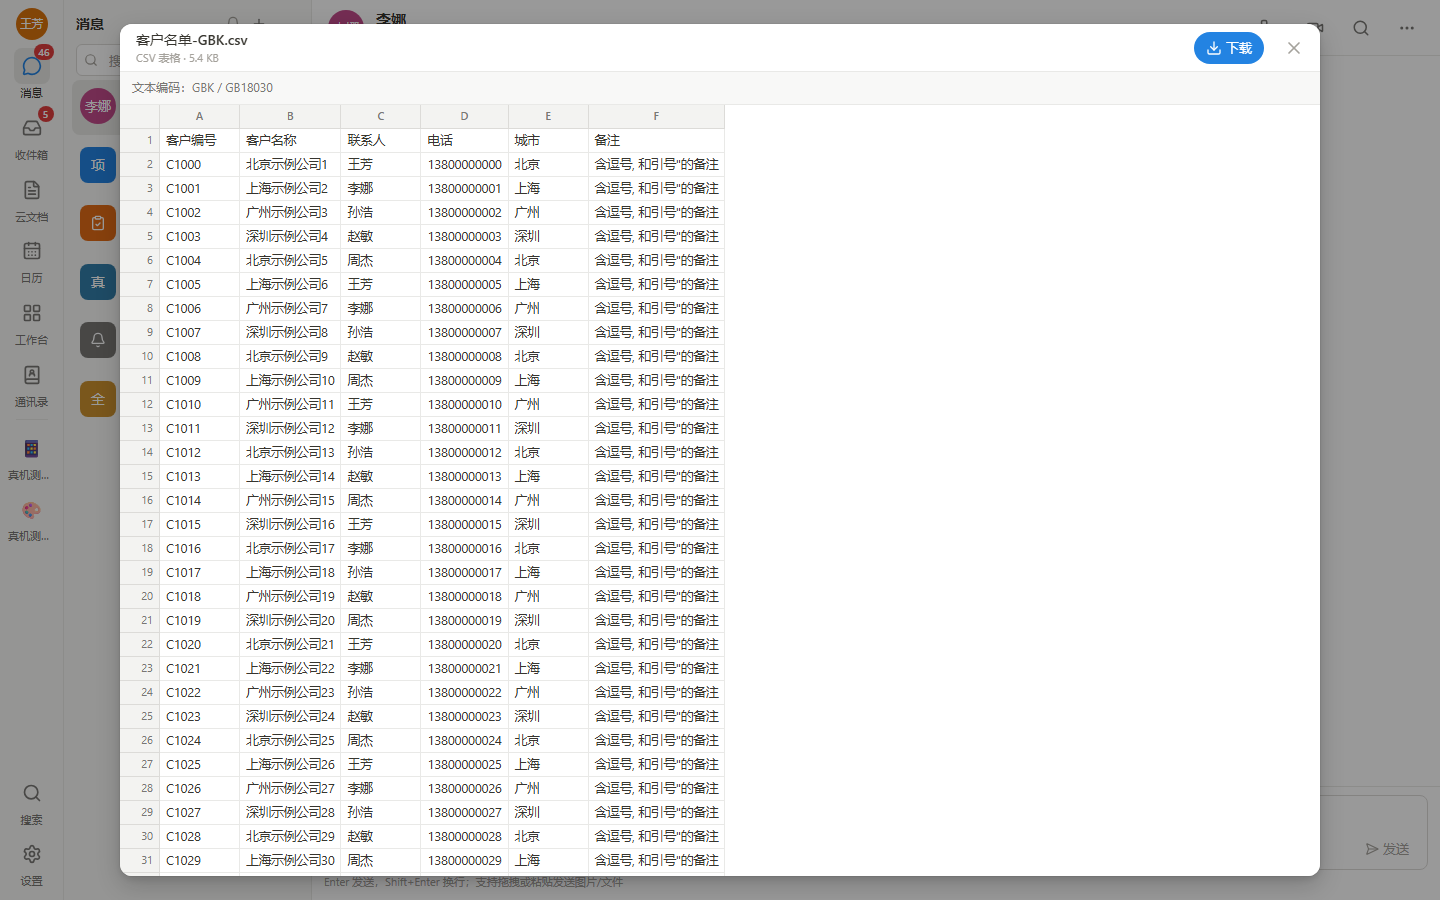 王芳
消息
李娜
46
消息
搜
5
收件箱
云文档
日历
工作台
通讯录
真机测...
真机测...
搜索
设置
李娜
项
真
全
客户名单-GBK.csv
CSV 表格 · 5.4 KB
下载
文本编码：GBK / GB18030
A B C D E F
1 客户编号 客户名称 联系人 电话 城市 备注
2 C1000 北京示例公司1 王芳 13800000000 北京 含逗号, 和引号"的备注
3 C1001 上海示例公司2 李娜 13800000001 上海 含逗号, 和引号"的备注
4 C1002 广州示例公司3 孙浩 13800000002 广州 含逗号, 和引号"的备注
5 C1003 深圳示例公司4 赵敏 13800000003 深圳 含逗号, 和引号"的备注
6 C1004 北京示例公司5 周杰 13800000004 北京 含逗号, 和引号"的备注
7 C1005 上海示例公司6 王芳 13800000005 上海 含逗号, 和引号"的备注
8 C1006 广州示例公司7 李娜 13800000006 广州 含逗号, 和引号"的备注
9 C1007 深圳示例公司8 孙浩 13800000007 深圳 含逗号, 和引号"的备注
10 C1008 北京示例公司9 赵敏 13800000008 北京 含逗号, 和引号"的备注
11 C1009 上海示例公司10 周杰 13800000009 上海 含逗号, 和引号"的备注
12 C1010 广州示例公司11 王芳 13800000010 广州 含逗号, 和引号"的备注
13 C1011 深圳示例公司12 李娜 13800000011 深圳 含逗号, 和引号"的备注
14 C1012 北京示例公司13 孙浩 13800000012 北京 含逗号, 和引号"的备注
15 C1013 上海示例公司14 赵敏 13800000013 上海 含逗号, 和引号"的备注
16 C1014 广州示例公司15 周杰 13800000014 广州 含逗号, 和引号"的备注
17 C1015 深圳示例公司16 王芳 13800000015 深圳 含逗号, 和引号"的备注
18 C1016 北京示例公司17 李娜 13800000016 北京 含逗号, 和引号"的备注
19 C1017 上海示例公司18 孙浩 13800000017 上海 含逗号, 和引号"的备注
20 C1018 广州示例公司19 赵敏 13800000018 广州 含逗号, 和引号"的备注
21 C1019 深圳示例公司20 周杰 13800000019 深圳 含逗号, 和引号"的备注
22 C1020 北京示例公司21 王芳 13800000020 北京 含逗号, 和引号"的备注
23 C1021 上海示例公司22 李娜 13800000021 上海 含逗号, 和引号"的备注
24 C1022 广州示例公司23 孙浩 13800000022 广州 含逗号, 和引号"的备注
25 C1023 深圳示例公司24 赵敏 13800000023 深圳 含逗号, 和引号"的备注
26 C1024 北京示例公司25 周杰 13800000024 北京 含逗号, 和引号"的备注
27 C1025 上海示例公司26 王芳 13800000025 上海 含逗号, 和引号"的备注
28 C1026 广州示例公司27 李娜 13800000026 广州 含逗号, 和引号"的备注
29 C1027 深圳示例公司28 孙浩 13800000027 深圳 含逗号, 和引号"的备注
30 C1028 北京示例公司29 赵敏 13800000028 北京 含逗号, 和引号"的备注
31 C1029 上海示例公司30 周杰 13800000029 上海 含逗号, 和引号"的备注
发送
Enter 发送，Shift+Enter 换行；支持拖拽或粘贴发送图片/文件